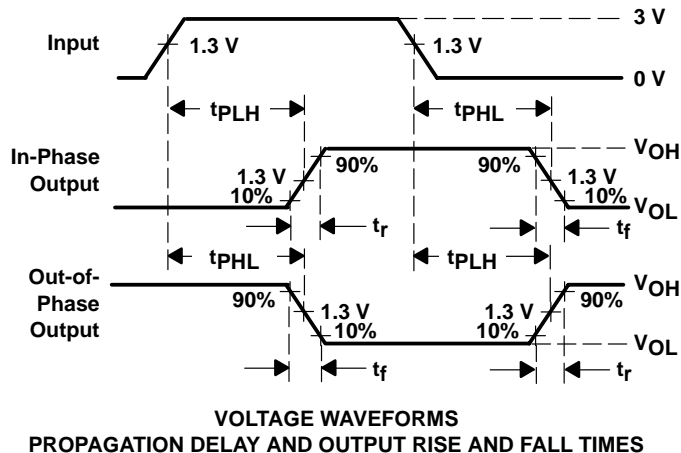 3 V
Input
1.3 V
1.3 V
0 V
tPLH
tPHL
In-Phase
Output
VOH
90%
90%
1.3 V
1.3 V
10%
10%
VOL
tr
tf
tPHL
tPLH
Out-of-
Phase
Output
VOH
90%
90%
1.3 V
1.3 V
10%
10%
VOL
tf
tr
VOLTAGE WAVEFORMS
PROPAGATION DELAY AND OUTPUT RISE AND FALL TIMES